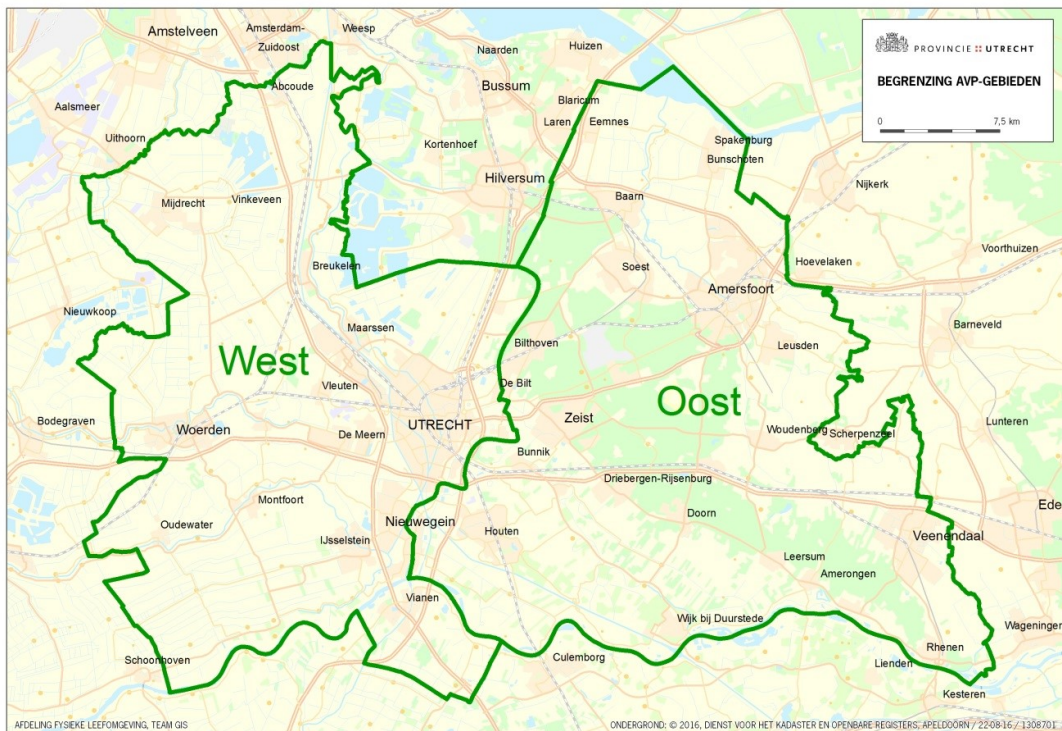 Amstelveen
Amsterdam-
Zuidoost
Weesp
Naarden
Huizen
PROVINCIE UTRECHT
BEGRENZING AVP-GEBIEDEN
0 7,5 km
Abcoude
Bussum
Aalsmeer
Blaricum
Laren
Eemnes
Uithoorn
Kortenhoef
Spakenburg
Bunschoten
Hilversum
Nijkerk
Mijdrecht
Vinkeveen
Baarn
Voorthuizen
Breukelen
Soest
Hoevelaken
Amersfoort
Nieuwkoop
Maarssen
Barneveld
Bilthoven
Leusden
West
Vleuten
De Bilt
Oost
Bodegraven
Woerden
De Meern
UTRECHT
Zeist
Woudenberg
Scherpenzeel
Lunteren
Bunnik
Driebergen-Rijsenburg
Montfoort
Ede
Oudewater
Nieuwegein
Houten
Doorn
Veenendaal
IJsselstein
Leersum
Amerongen
Vianen
Wijk bij Duurstede
Wageningen
Rhenen
Schoonhoven
Culemborg
Lienden
Kesteren
AFDELING FYSIEKE LEEFOMGEVING, TEAM GIS
ONDERGROND: © 2016, DIENST VOOR HET KADASTER EN OPENBARE REGISTERS, APELDOORN / 22-08-16 / 1308701